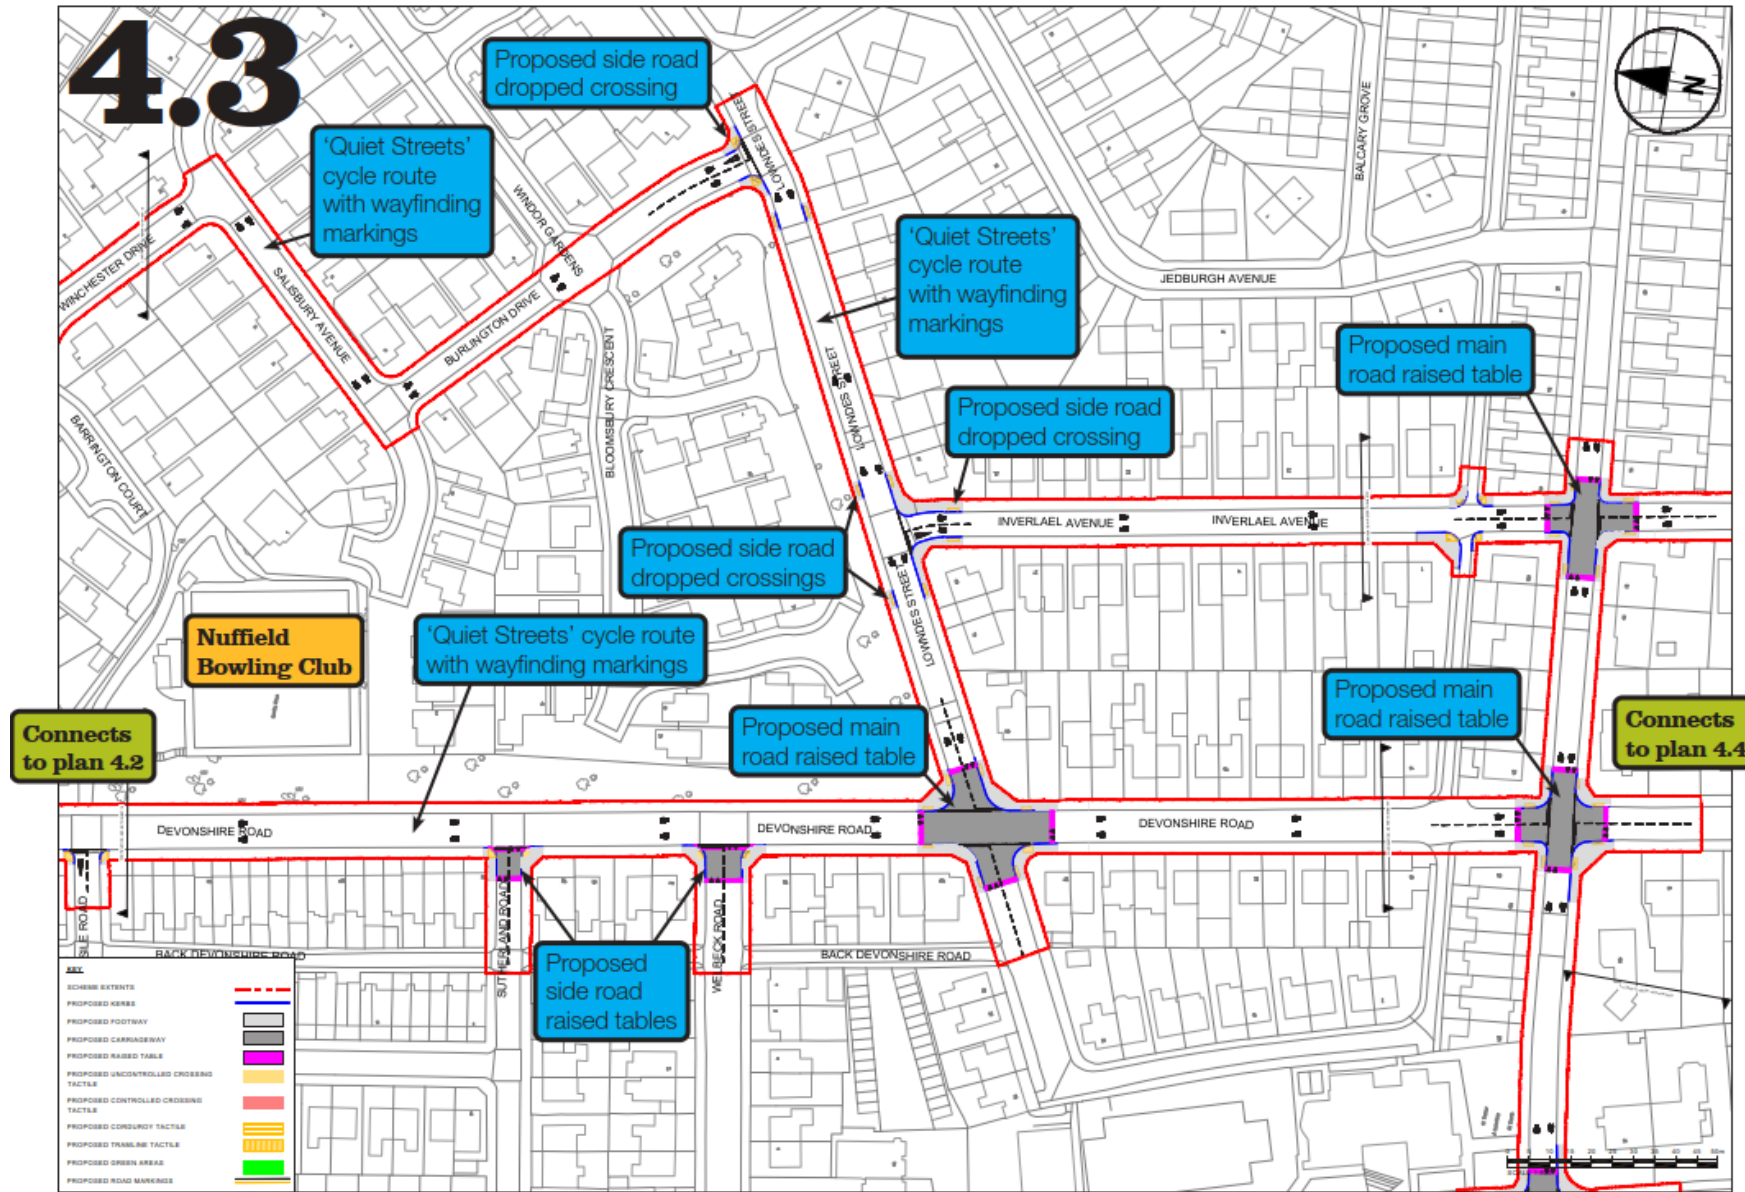 4.3
Proposed side road
dropped crossing
'Quiet Streets'
cycle route
with wayfinding
markings
N
BALCARY GROVE
LOWNDES STREET
LOWNDES STREET
WINDOR GARDENS
'Quiet Streets'
cycle route
with wayfinding
markings
WINCHESTER DRIVE
SALISBURY AVENUE
BURLINGTON DRIVE
JEDBURGH AVENUE
Proposed main
road raised table
BLOOMSBURY CRESCENT
LOWNDES STREET
Proposed side road
dropped crossing
BARRINGTON COURT
INVERLAEL AVENUE
INVERLAEL AVENUE
Proposed side road
dropped crossings
LOWNDES STREET
Nuffield
Bowling Club
'Quiet Streets' cycle route
with wayfinding markings
Proposed main
road raised table
Proposed main
road raised table
Connects
to plan 4.2
Connects
to plan 4.4
DEVONSHIRE ROAD
DEVONSHIRE ROAD
DEVONSHIRE ROAD
SUTHERLAND ROAD
WELBECK ROAD
BACK DEVONSHIRE ROAD
BACK DEVONSHIRE ROAD
Proposed
side road
raised tables
KEY
SCHEME EXTENTS
PROPOSED KERBS
PROPOSED FOOTWAY
PROPOSED CARRIAGEWAY
PROPOSED RAISED TABLE
PROPOSED UNCONTROLLED CROSSING
TACTILE
PROPOSED CONTROLLED CROSSING
TACTILE
PROPOSED CORDUROY TACTILE
PROPOSED TRAMLINE TACTILE
PROPOSED GREEN AREAS
PROPOSED ROAD MARKINGS